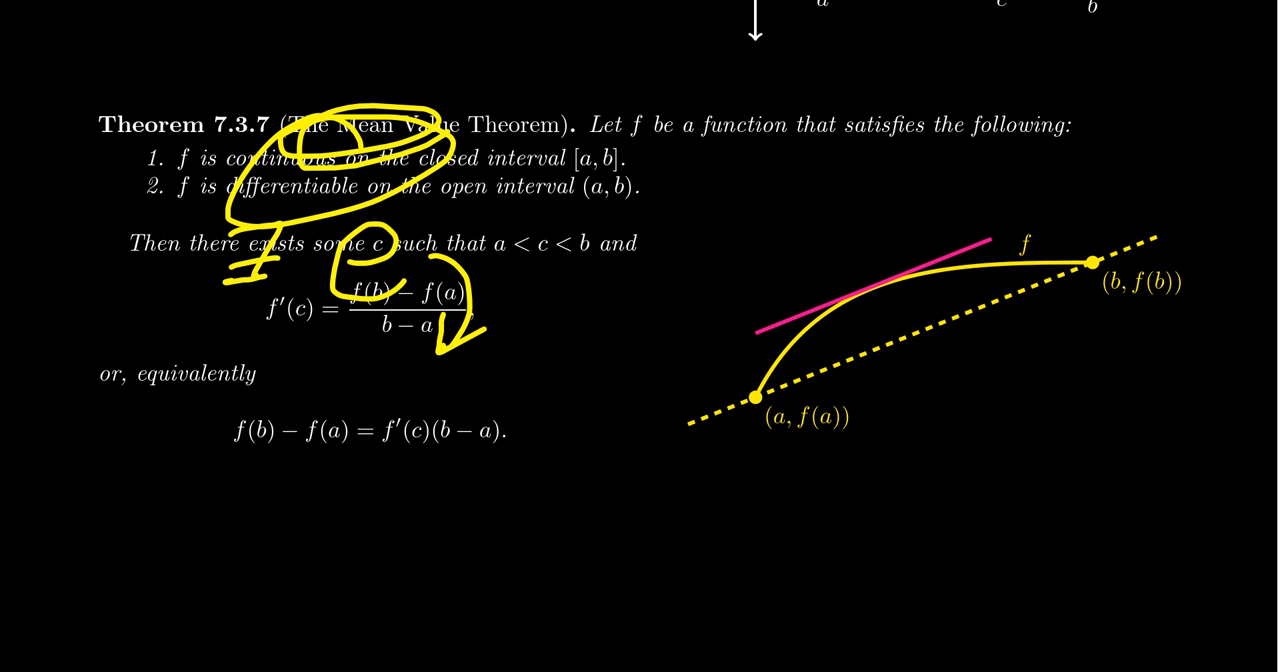 a c b
Theorem 7.3.7 (The Mean Value Theorem). Let f be a function that satisfies the following:
1. f is continuous on the closed interval [a, b].
2. f is differentiable on the open interval (a, b).
Then there exists some c such that a < c < b and
f′(c) = \frac{f(b) − f(a)}{b − a},
or, equivalently
f(b) − f(a) = f′(c)(b − a).
f
(b, f(b))
(a, f(a))